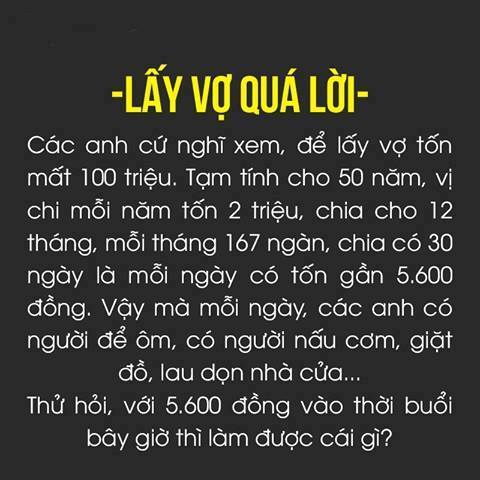 -LẤY VỢ QUÁ LỜI-
Các anh cứ nghĩ xem, để lấy vợ tốn
mất 100 triệu. Tạm tính cho 50 năm, vị
chi mỗi năm tốn 2 triệu, chia cho 12
tháng, mỗi tháng 167 ngàn, chia có 30
ngày là mỗi ngày có tốn gần 5.600
đồng. Vậy mà mỗi ngày, các anh có
người để ôm, có người nấu cơm, giặt
đồ, lau dọn nhà cửa...
Thử hỏi, với 5.600 đồng vào thời buổi
bây giờ thì làm được cái gì?